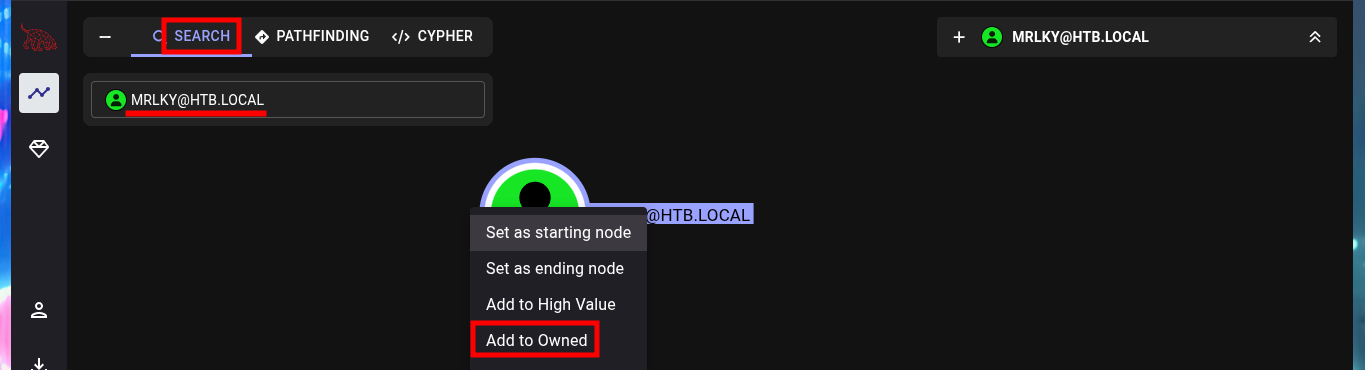 SEARCH PATHFINDING </> CYPHER
MRLKY@HTB.LOCAL
MRLKY@HTB.LOCAL
@HTB.LOCAL
Set as starting node
Set as ending node
Add to High Value
Add to Owned